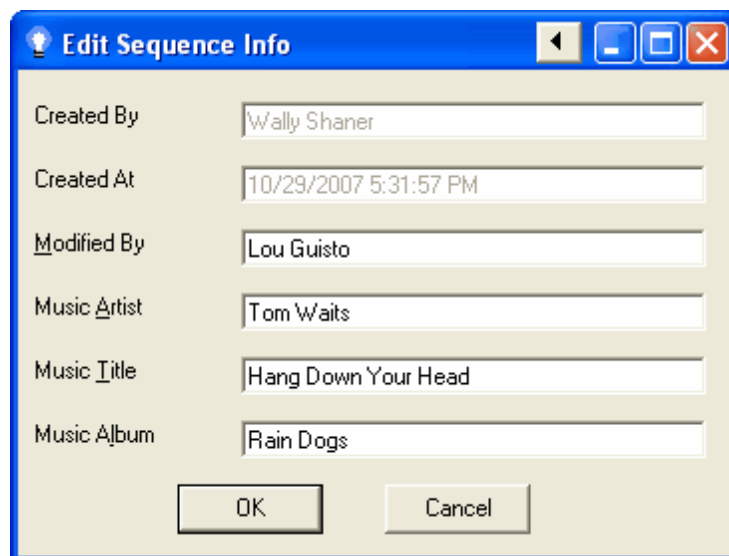 Edit Sequence Info
Created By Wally Shaner
Created At 10/29/2007 5:31:57 PM
Modified By Lou Guisto
Music Artist Tom Waits
Music Title Hang Down Your Head
Music Album Rain Dogs
OK Cancel